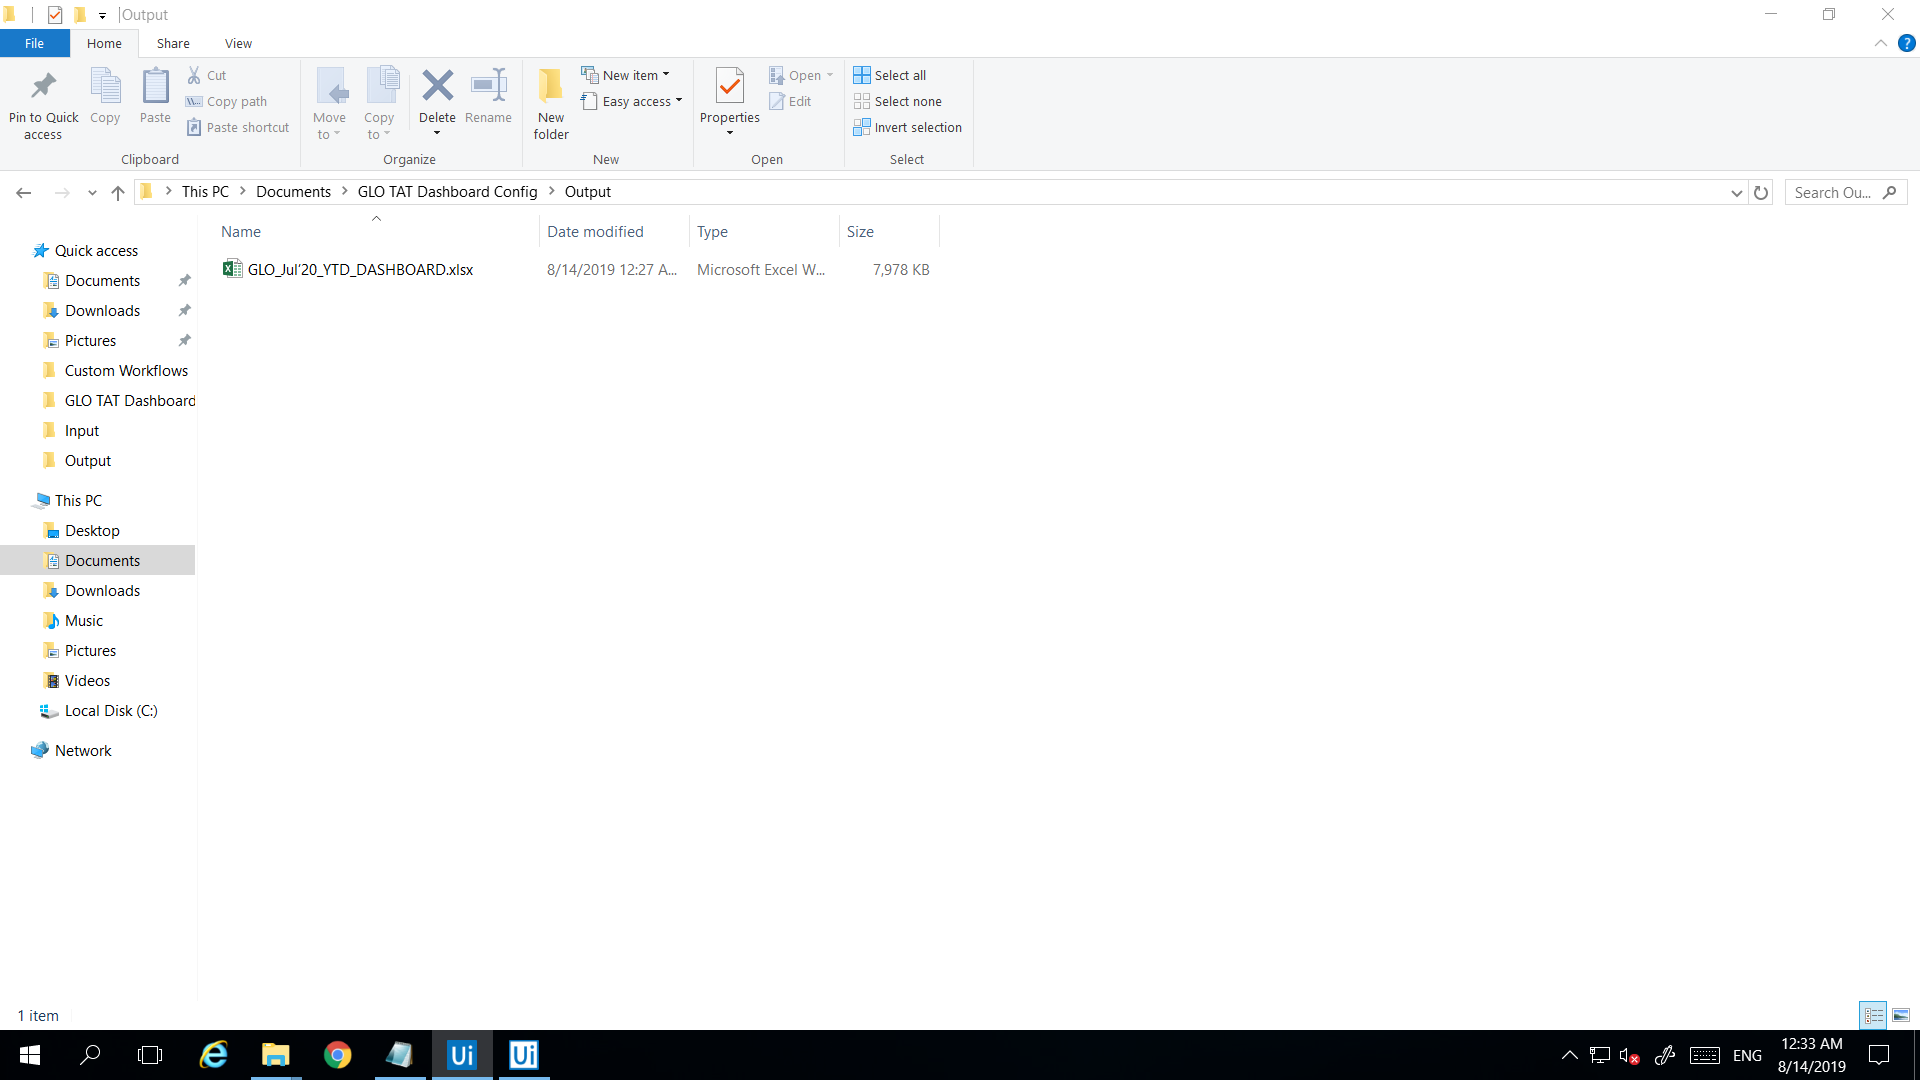 Output
File Home Share View
Pin to Quick access
Copy
Paste
Cut
Copy path
Paste shortcut
Clipboard
Move to
Copy to
Delete
Rename
Organize
New folder
New item
Easy access
New
Properties
Open
Edit
Open
Select all
Select none
Invert selection
Select
This PC Documents GLO TAT Dashboard Config Output
Search Ou...
Name Date modified Type Size
GLO_Jul'20_YTD_DASHBOARD.xlsx 8/14/2019 12:27 A... Microsoft Excel W... 7,978 KB
Quick access
Documents
Downloads
Pictures
Custom Workflows
GLO TAT Dashboard
Input
Output
This PC
Desktop
Documents
Downloads
Music
Pictures
Videos
Local Disk (C:)
Network
1 item
Ui Ui
ENG
12:33 AM
8/14/2019